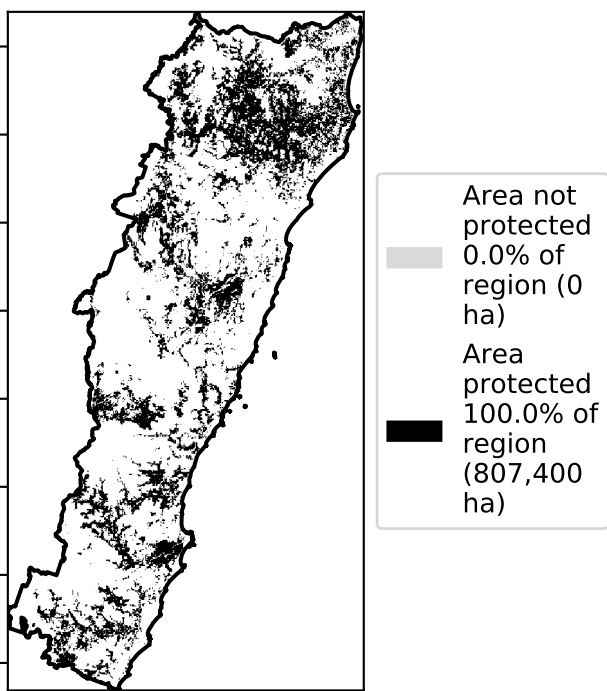 Area not
protected
0.0% of
region (0
ha)
Area
protected
100.0% of
region
(807,400
ha)